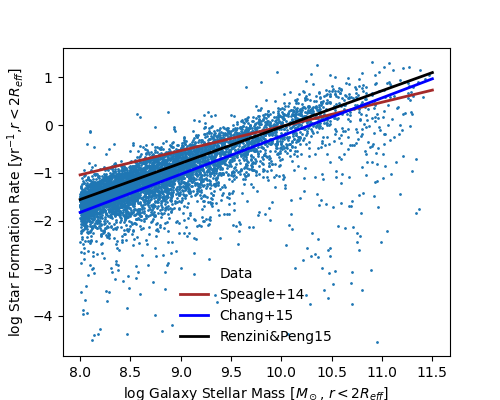 log Star Formation Rate [yr⁻¹, r < 2R_eff]
1
0
−1
−2
−3
−4
Data
Speagle+14
Chang+15
Renzini&Peng15
8.0 8.5 9.0 9.5 10.0 10.5 11.0 11.5
log Galaxy Stellar Mass [M_⊙, r < 2R_eff]